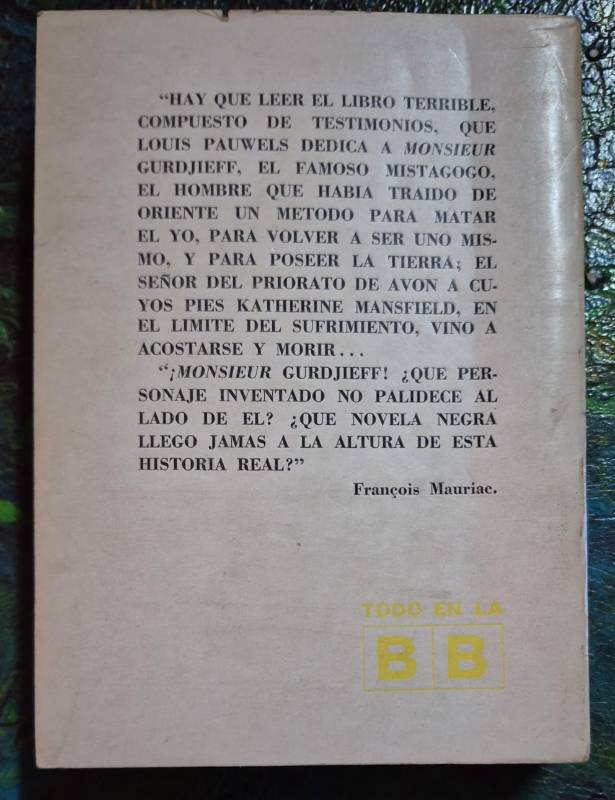 “HAY QUE LEER EL LIBRO TERRIBLE,
COMPUESTO DE TESTIMONIOS, QUE
LOUIS PAUWELS DEDICA A MONSIEUR
GURDJIEFF, EL FAMOSO MISTAGOGO,
EL HOMBRE QUE HABIA TRAIDO DE
ORIENTE UN METODO PARA MATAR
EL YO, PARA VOLVER A SER UNO MIS-
MO, Y PARA POSEER LA TIERRA; EL
SEÑOR DEL PRIORATO DE AVON A CU-
YOS PIES KATHERINE MANSFIELD, EN
EL LIMITE DEL SUFRIMIENTO, VINO A
ACOSTARSE Y MORIR...
“¡MONSIEUR GURDJIEFF! ¿QUE PER-
SONAJE INVENTADO NO PALIDECE AL
LADO DE EL? ¿QUE NOVELA NEGRA
LLEGO JAMAS A LA ALTURA DE ESTA
HISTORIA REAL?”
François Mauriac.
TODO EN LA
BB